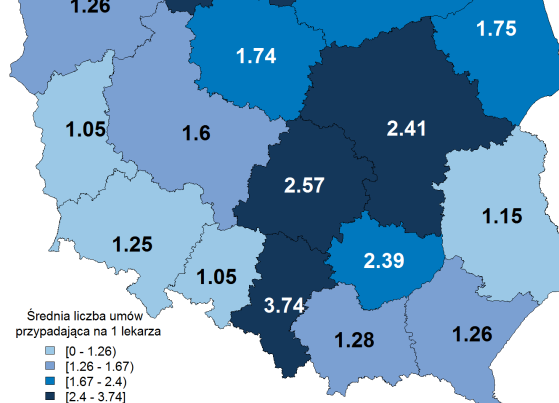 1.26
1.75
1.74
1.05
1.6
2.41
2.57
1.15
1.25
1.05
2.39
3.74
1.28
1.26
Średnia liczba umów
przypadająca na 1 lekarza
[0 - 1.26)
[1.26 - 1.67)
[1.67 - 2.4)
[2.4 - 3.74]